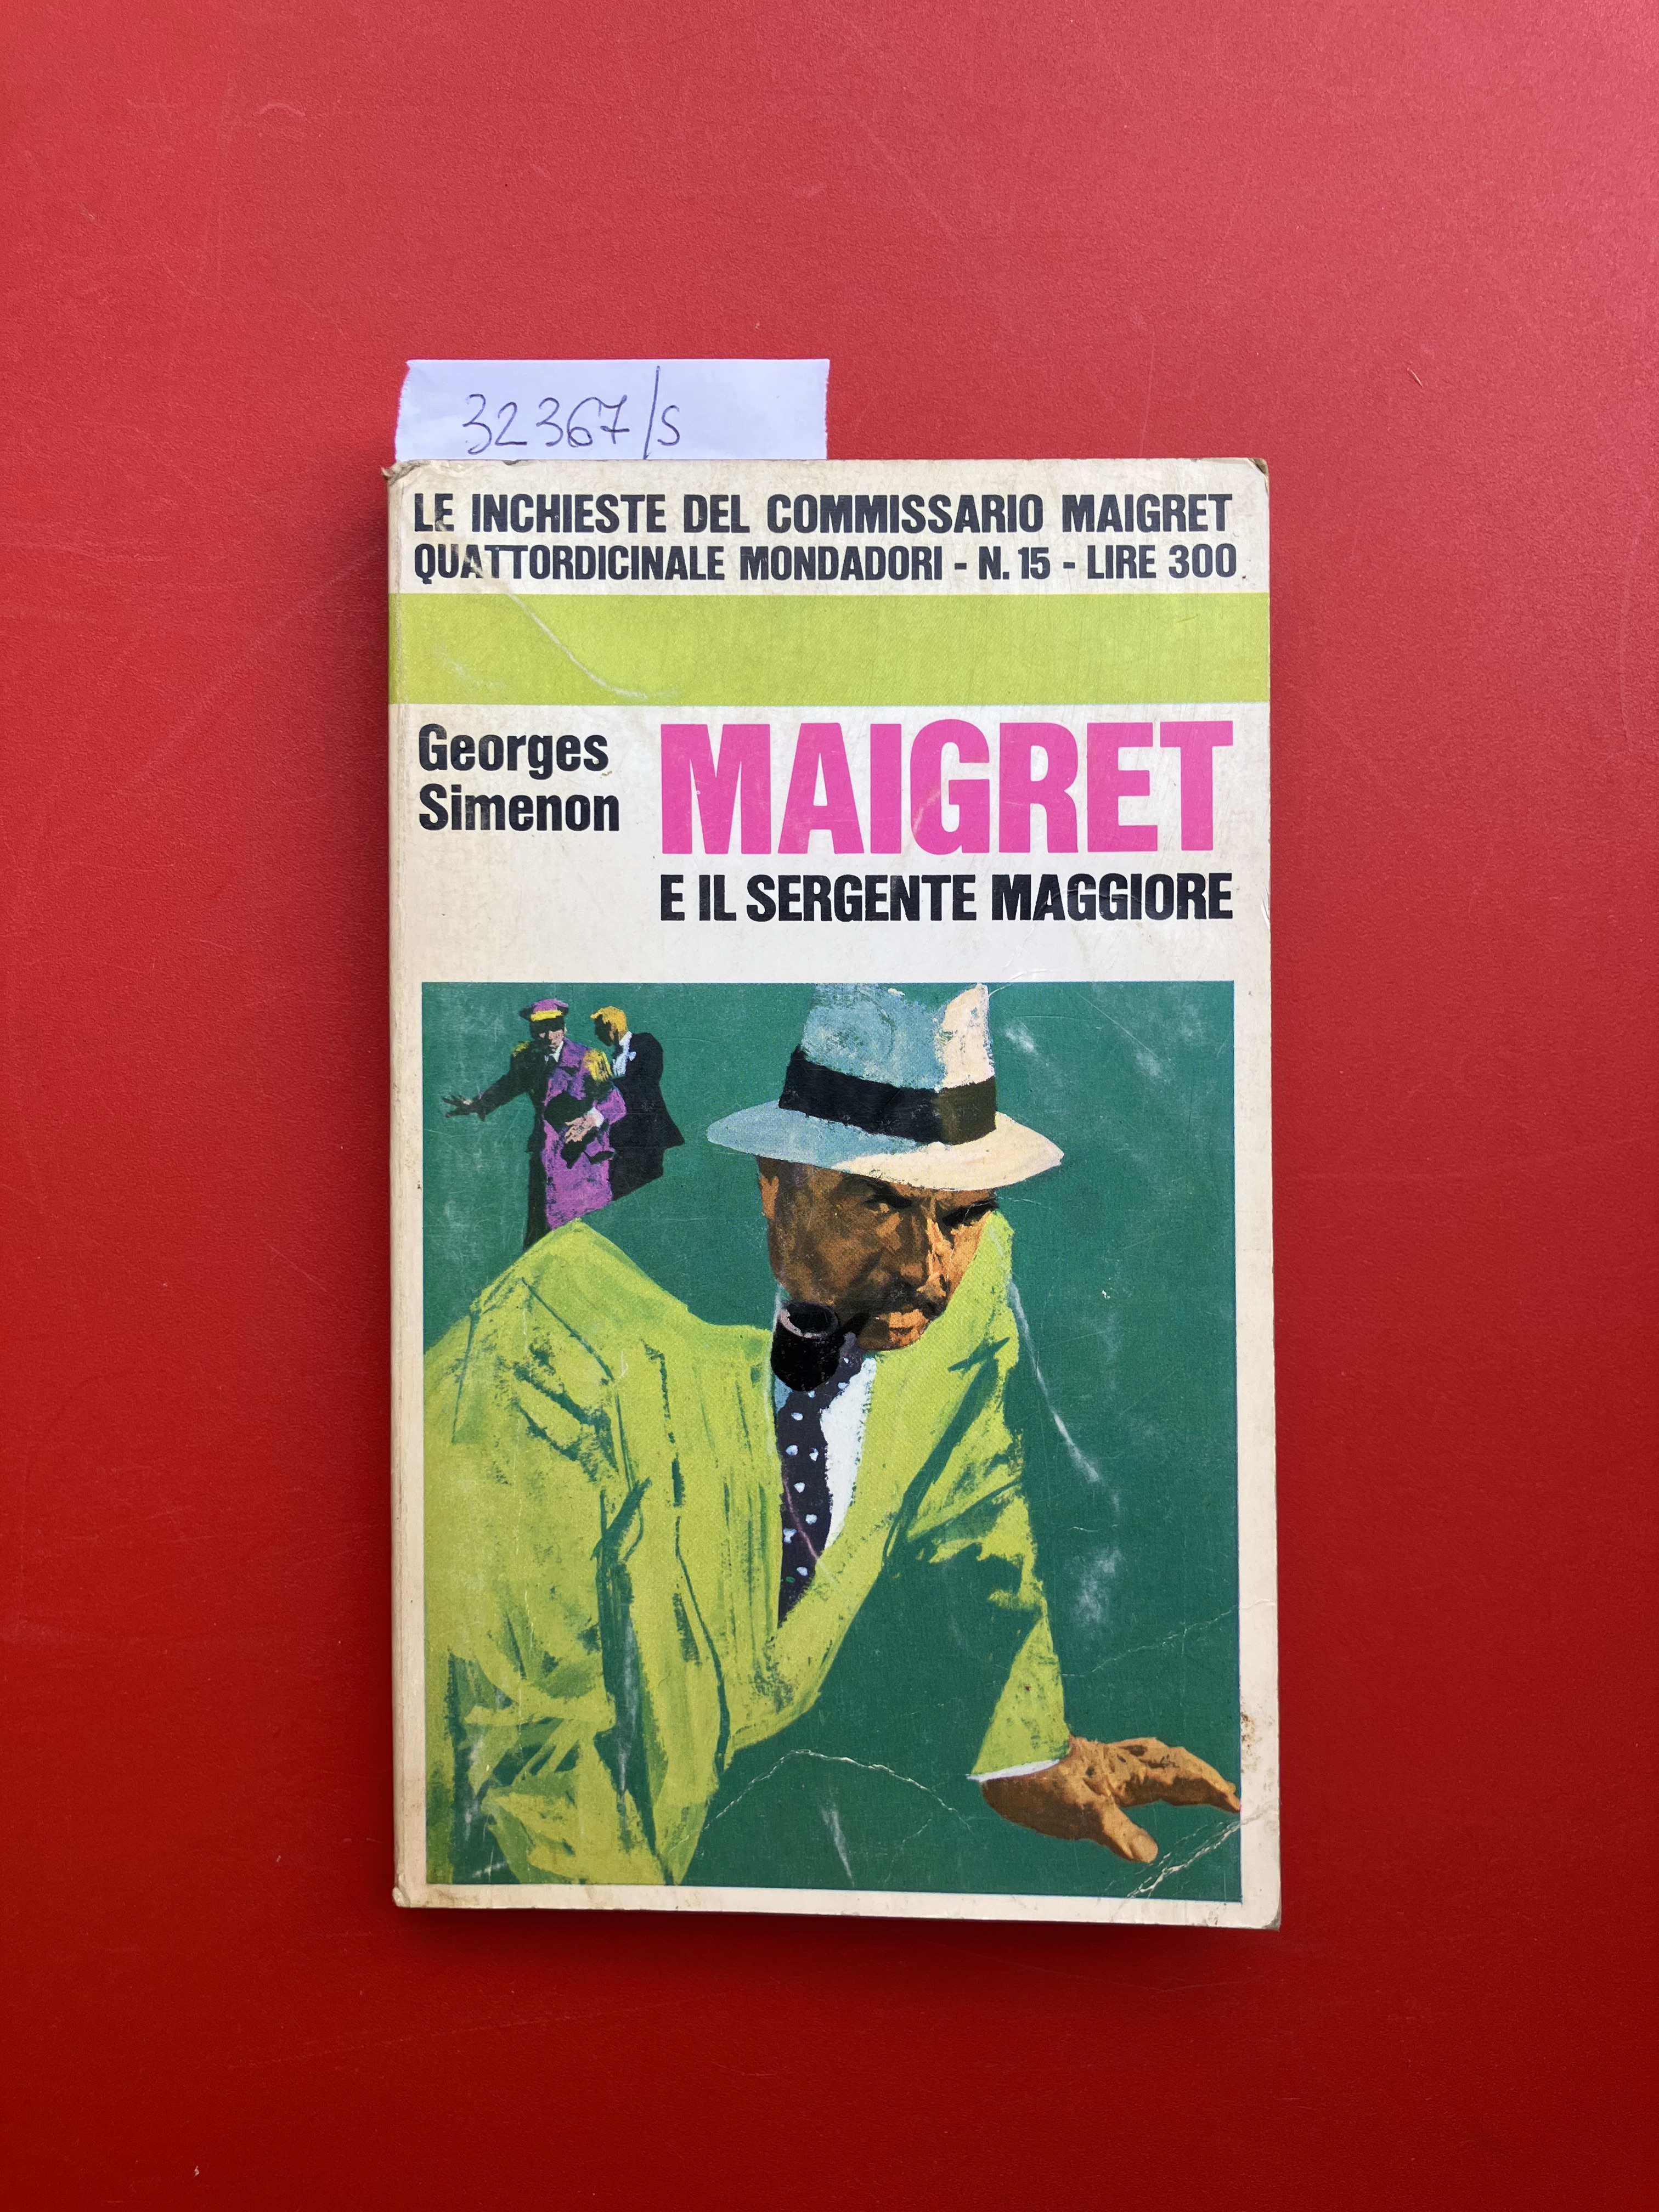 32367/s
LE INCHIESTE DEL COMMISSARIO MAIGRET
QUATTORDICINALE MONDADORI - N. 15 - LIRE 300
Georges
Simenon
MAIGRET
E IL SERGENTE MAGGIORE